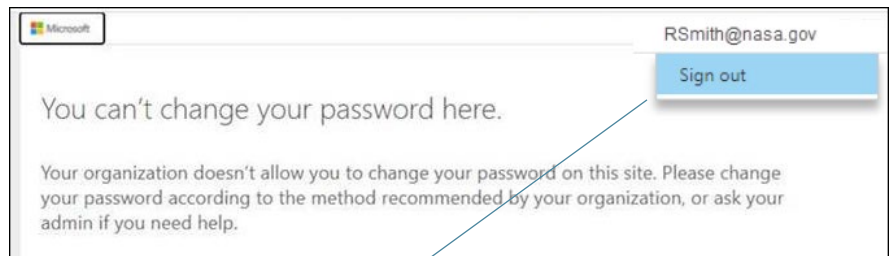 Microsoft
RSmith@nasa.gov
Sign out
You can't change your password here.
Your organization doesn't allow you to change your password on this site. Please change
your password according to the method recommended by your organization, or ask your
admin if you need help.